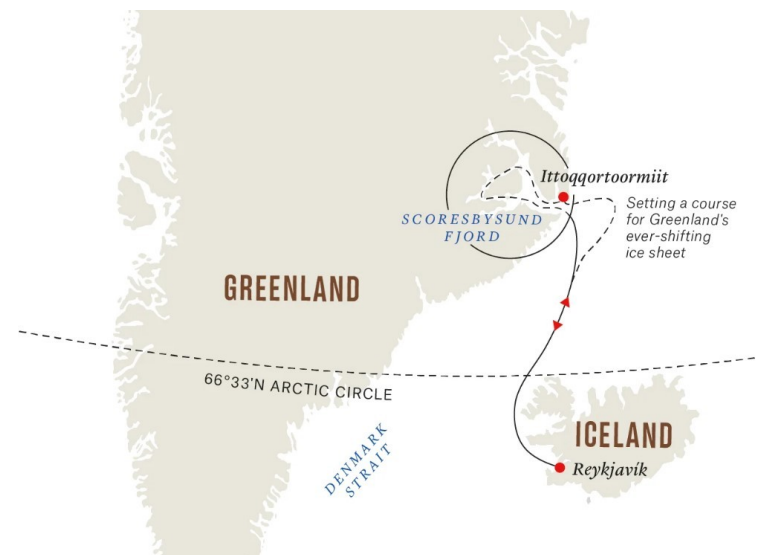 Ittoqqortoormiit
Setting a course
for Greenland's
ever-shifting
ice sheet
SCORESBYSUND
FJORD
GREENLAND
66°33'N ARCTIC CIRCLE
DENMARK
STRAIT
ICELAND
Reykjavík